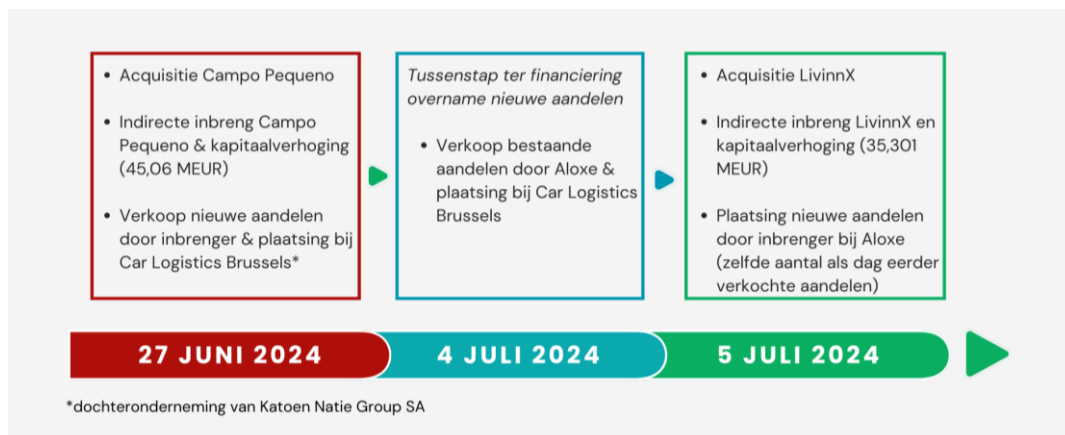 • Acquisitie Campo Pequeno
• Indirecte inbreng Campo
Pequeno & kapitaalverhoging
(45,06 MEUR)
• Verkoop nieuwe aandelen
door inbrenger & plaatsing bij
Car Logistics Brussels*
Tussenstap ter financiering
overname nieuwe aandelen
• Verkoop bestaande
aandelen door Aloxe &
plaatsing bij Car Logistics
Brussels
• Acquisitie LivinnX
• Indirecte inbreng LivinnX en
kapitaalverhoging (35,301
MEUR)
• Plaatsing nieuwe aandelen
door inbrenger bij Aloxe
(zelfde aantal als dag eerder
verkochte aandelen)
27 JUNI 2024
4 JULI 2024
5 JULI 2024
*dochteronderneming van Katoen Natie Group SA